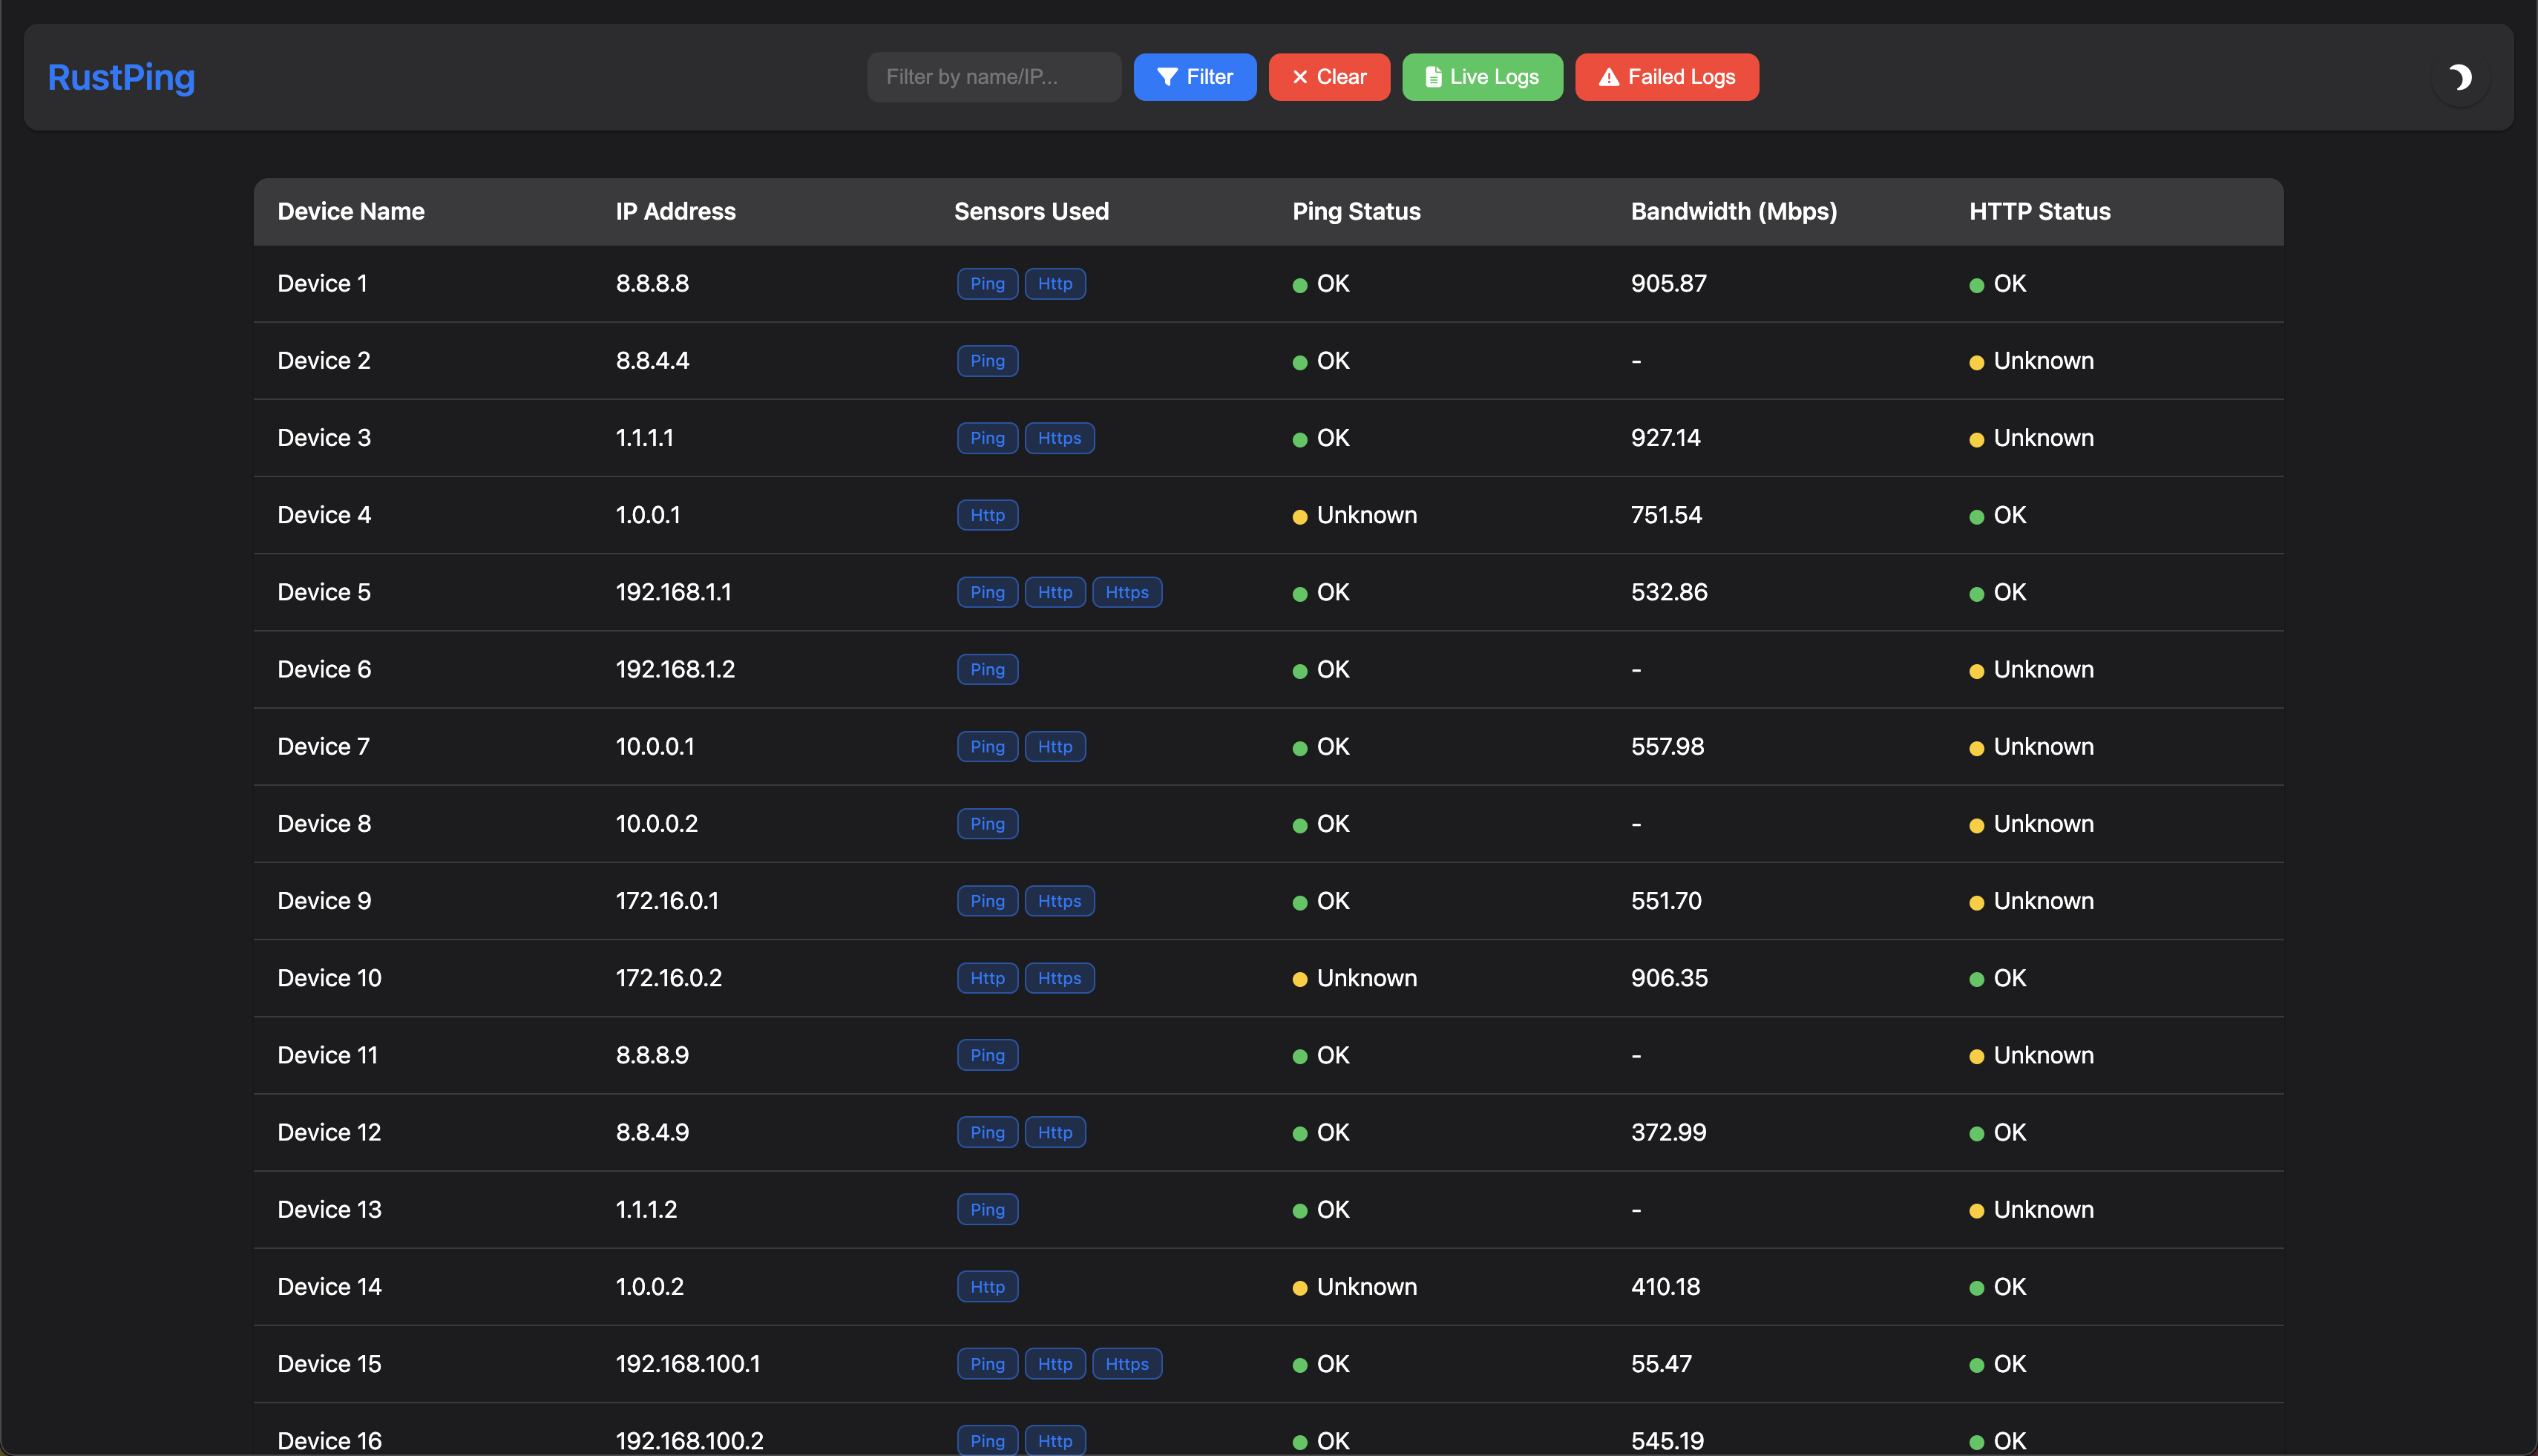 RustPing Filter by name/IP... Filter Clear Live Logs Failed Logs
Device Name IP Address Sensors Used Ping Status Bandwidth (Mbps) HTTP Status
Device 1 8.8.8.8 Ping Http OK 905.87 OK
Device 2 8.8.4.4 Ping OK - Unknown
Device 3 1.1.1.1 Ping Https OK 927.14 Unknown
Device 4 1.0.0.1 Http Unknown 751.54 OK
Device 5 192.168.1.1 Ping Http Https OK 532.86 OK
Device 6 192.168.1.2 Ping OK - Unknown
Device 7 10.0.0.1 Ping Http OK 557.98 Unknown
Device 8 10.0.0.2 Ping OK - Unknown
Device 9 172.16.0.1 Ping Https OK 551.70 Unknown
Device 10 172.16.0.2 Http Https Unknown 906.35 OK
Device 11 8.8.8.9 Ping OK - Unknown
Device 12 8.8.4.9 Ping Http OK 372.99 OK
Device 13 1.1.1.2 Ping OK - Unknown
Device 14 1.0.0.2 Http Unknown 410.18 OK
Device 15 192.168.100.1 Ping Http Https OK 55.47 OK
Device 16 192.168.100.2 Ping Http OK 545.19 OK